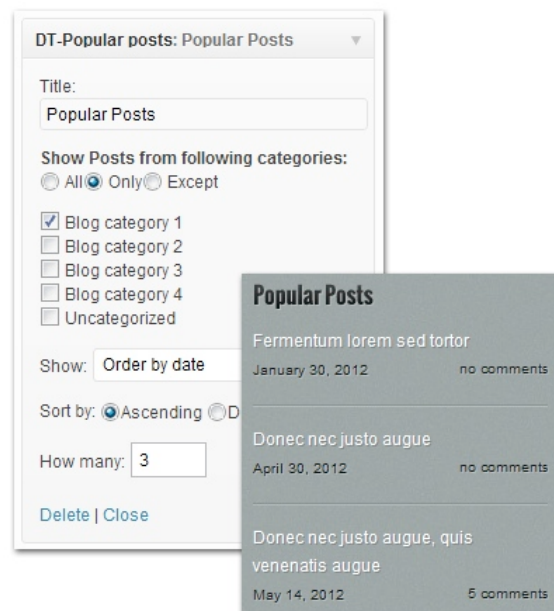 DT-Popular posts: Popular Posts
Title:
Popular Posts
Show Posts from following categories:
All Only Except
Blog category 1
Blog category 2
Blog category 3
Blog category 4
Uncategorized
Show: Order by date
Sort by: Ascending D
How many: 3
Delete | Close
Popular Posts
Fermentum lorem sed tortor
January 30, 2012 no comments
Donec nec justo augue
April 30, 2012 no comments
Donec nec justo augue, quis
venenatis augue
May 14, 2012 5 comments